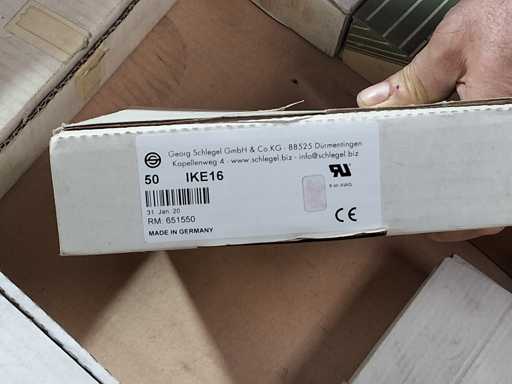 Georg Schlegel GmbH & Co.KG · 88525 Dürmentingen
Kapellenweg 4 - www.schlegel.biz - info@schlegel.biz
50 IKE16
31. Jan. 20
RM: 651550
MADE IN GERMANY
CE